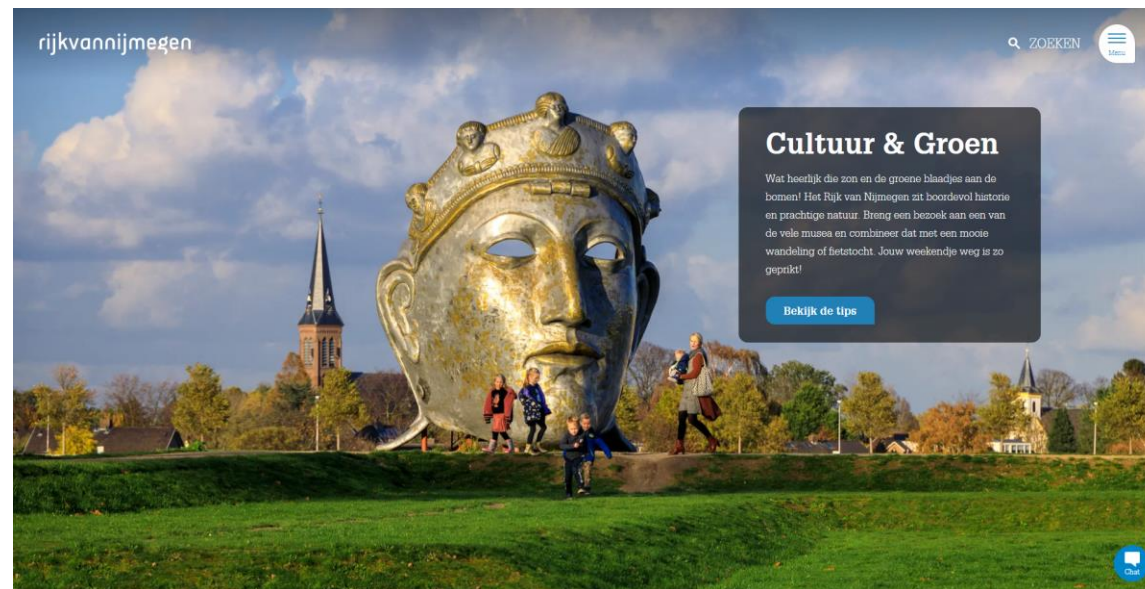 rijkvannijmegen
ZOEKEN
Menu
Cultuur & Groen
Wat heerlijk die zon en de groene blaadjes aan de
bomen! Het Rijk van Nijmegen zit boordevol historie
en prachtige natuur. Breng een bezoek aan een van
de vele musea en combineer dat met een mooie
wandeling of fietstocht. Jouw weekendje weg is zo
geprikt!
Bekijk de tips
Chat